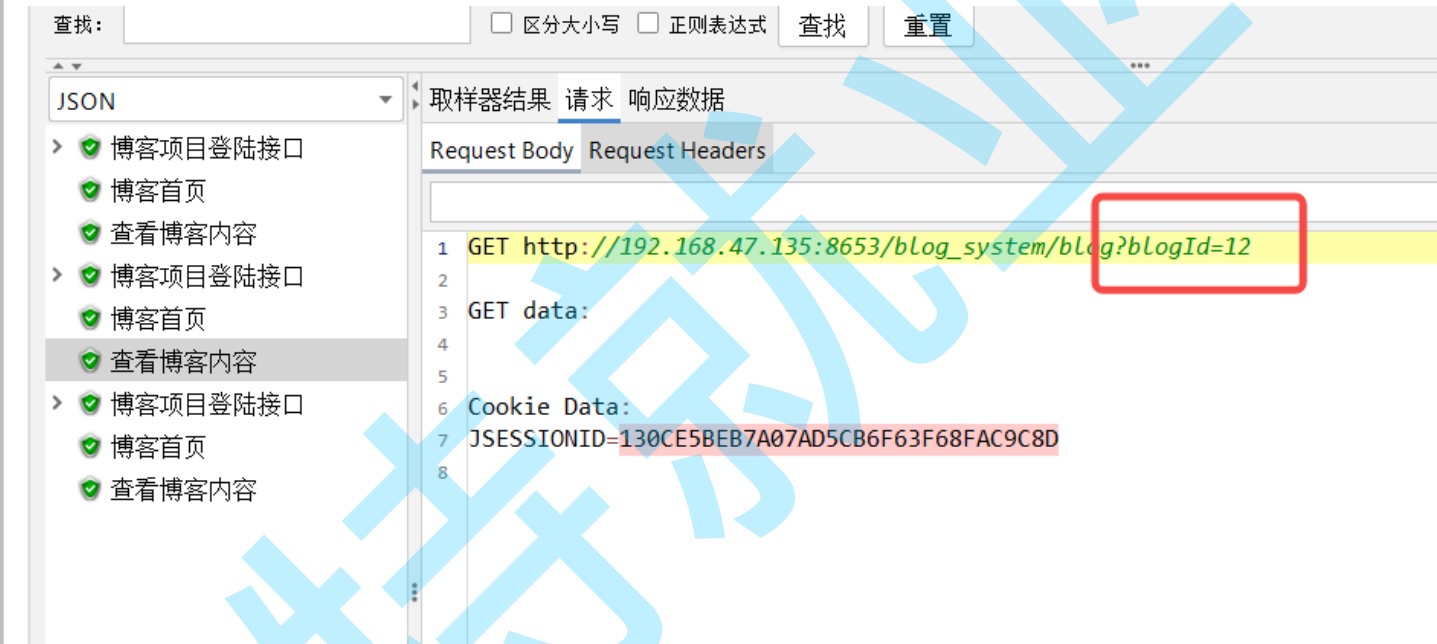 查找： 区分大小写 正则表达式 查找 重置
JSON
博客项目登陆接口
博客首页
查看博客内容
博客项目登陆接口
博客首页
查看博客内容
博客项目登陆接口
博客首页
查看博客内容
取样器结果 请求 响应数据
Request Body Request Headers
1 GET http://192.168.47.135:8653/blog_system/blog?blogId=12
2
3 GET data:
4
5
6 Cookie Data:
7 JSESSIONID=130CE5BEB7A07AD5CB6F63F68FAC9C8D
8
特就业